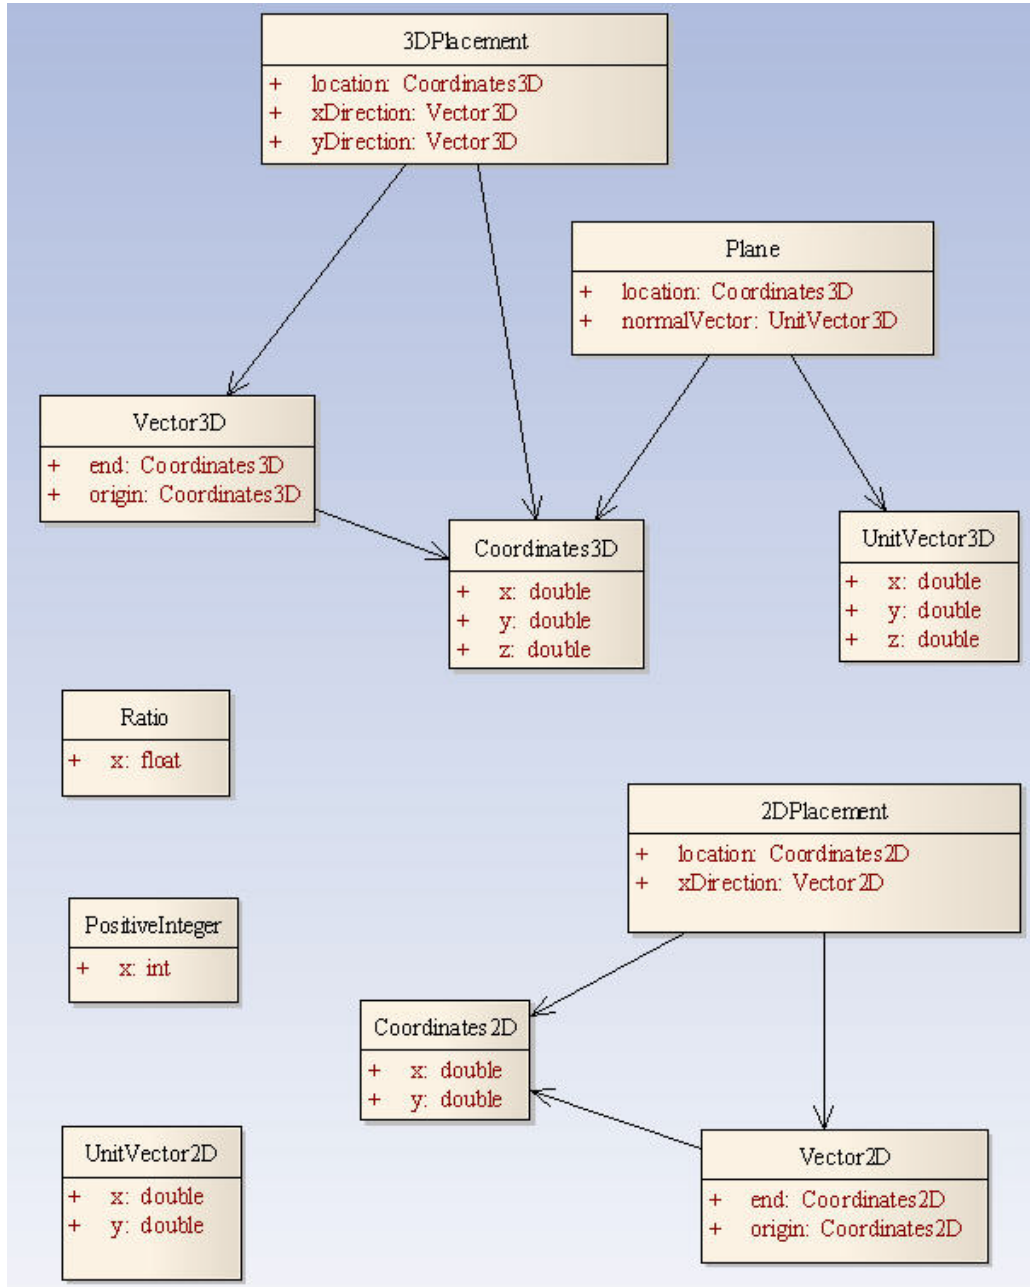 3DPlacement
+ location: Coordinates3D
+ xDirection: Vector3D
+ yDirection: Vector3D
Plane
+ location: Coordinates3D
+ normalVector: UnitVector3D
Vector3D
+ end: Coordinates3D
+ origin: Coordinates3D
Coordinates3D
+ x: double
+ y: double
+ z: double
UnitVector3D
+ x: double
+ y: double
+ z: double
Ratio
+ x: float
2DPlacement
+ location: Coordinates2D
+ xDirection: Vector2D
PositiveInteger
+ x: int
Coordinates2D
+ x: double
+ y: double
UnitVector2D
+ x: double
+ y: double
Vector2D
+ end: Coordinates2D
+ origin: Coordinates2D